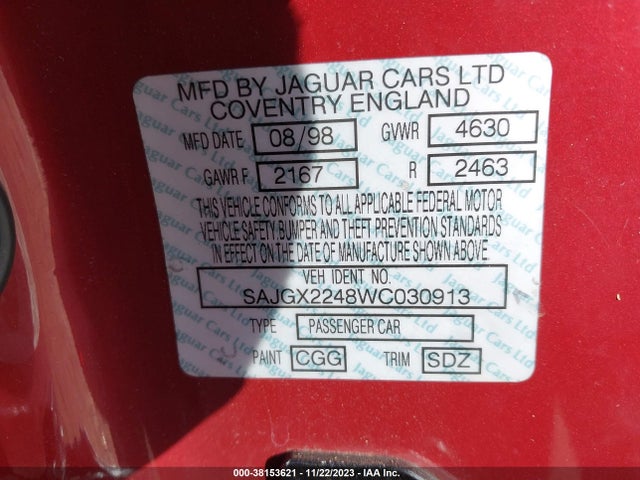 MFD BY JAGUAR CARS LTD
COVENTRY ENGLAND
MFD DATE 08/98 GVWR 4630
GAWR F 2167 R 2463
THIS VEHICLE CONFORMS TO ALL APPLICABLE FEDERAL MOTOR
VEHICLE SAFETY, BUMPER AND THEFT PREVENTION STANDARDS
IN EFFECT ON THE DATE OF MANUFACTURE SHOWN ABOVE.
VEH IDENT NO.
SAJGX2248WC030913
TYPE PASSENGER CAR
PAINT CGG TRIM SDZ
000-38153621 - 11/22/2023 - IAA Inc.